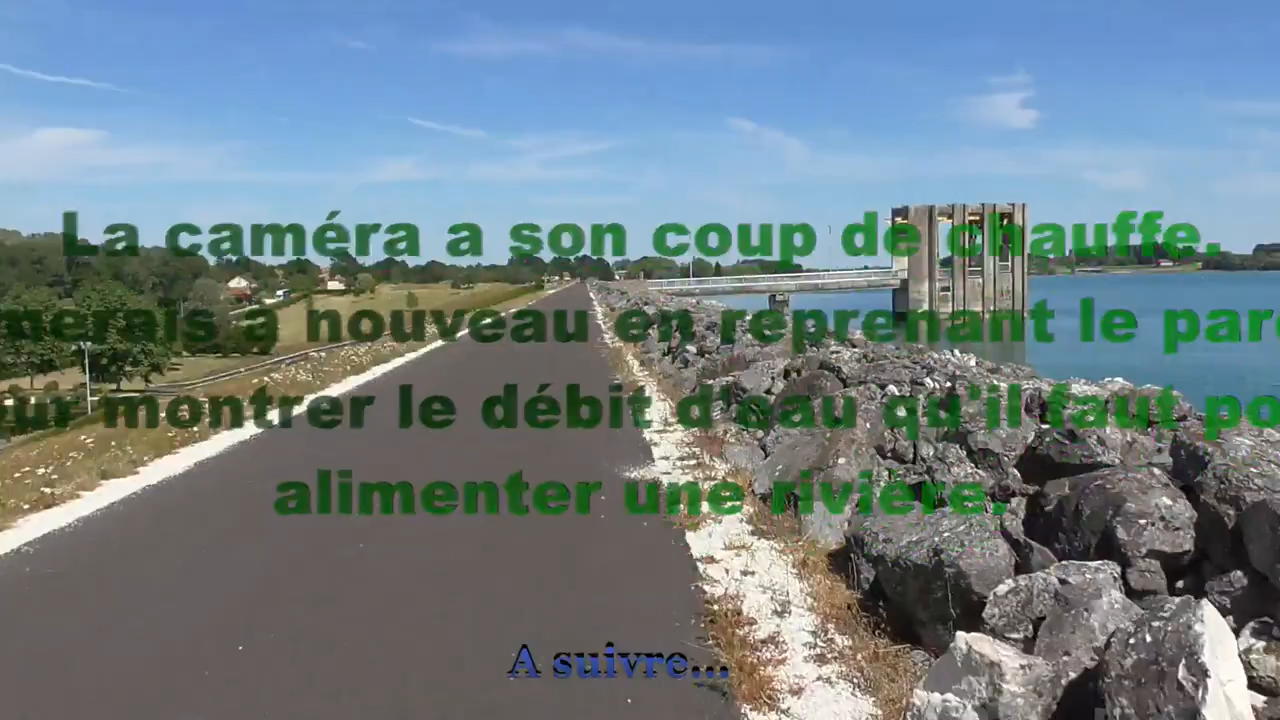 La caméra a son coup de chauffe.
a nouveau en reprenant le
montrer le débit d'eau qu'il faut
alimenter une rivière.
A suivre...